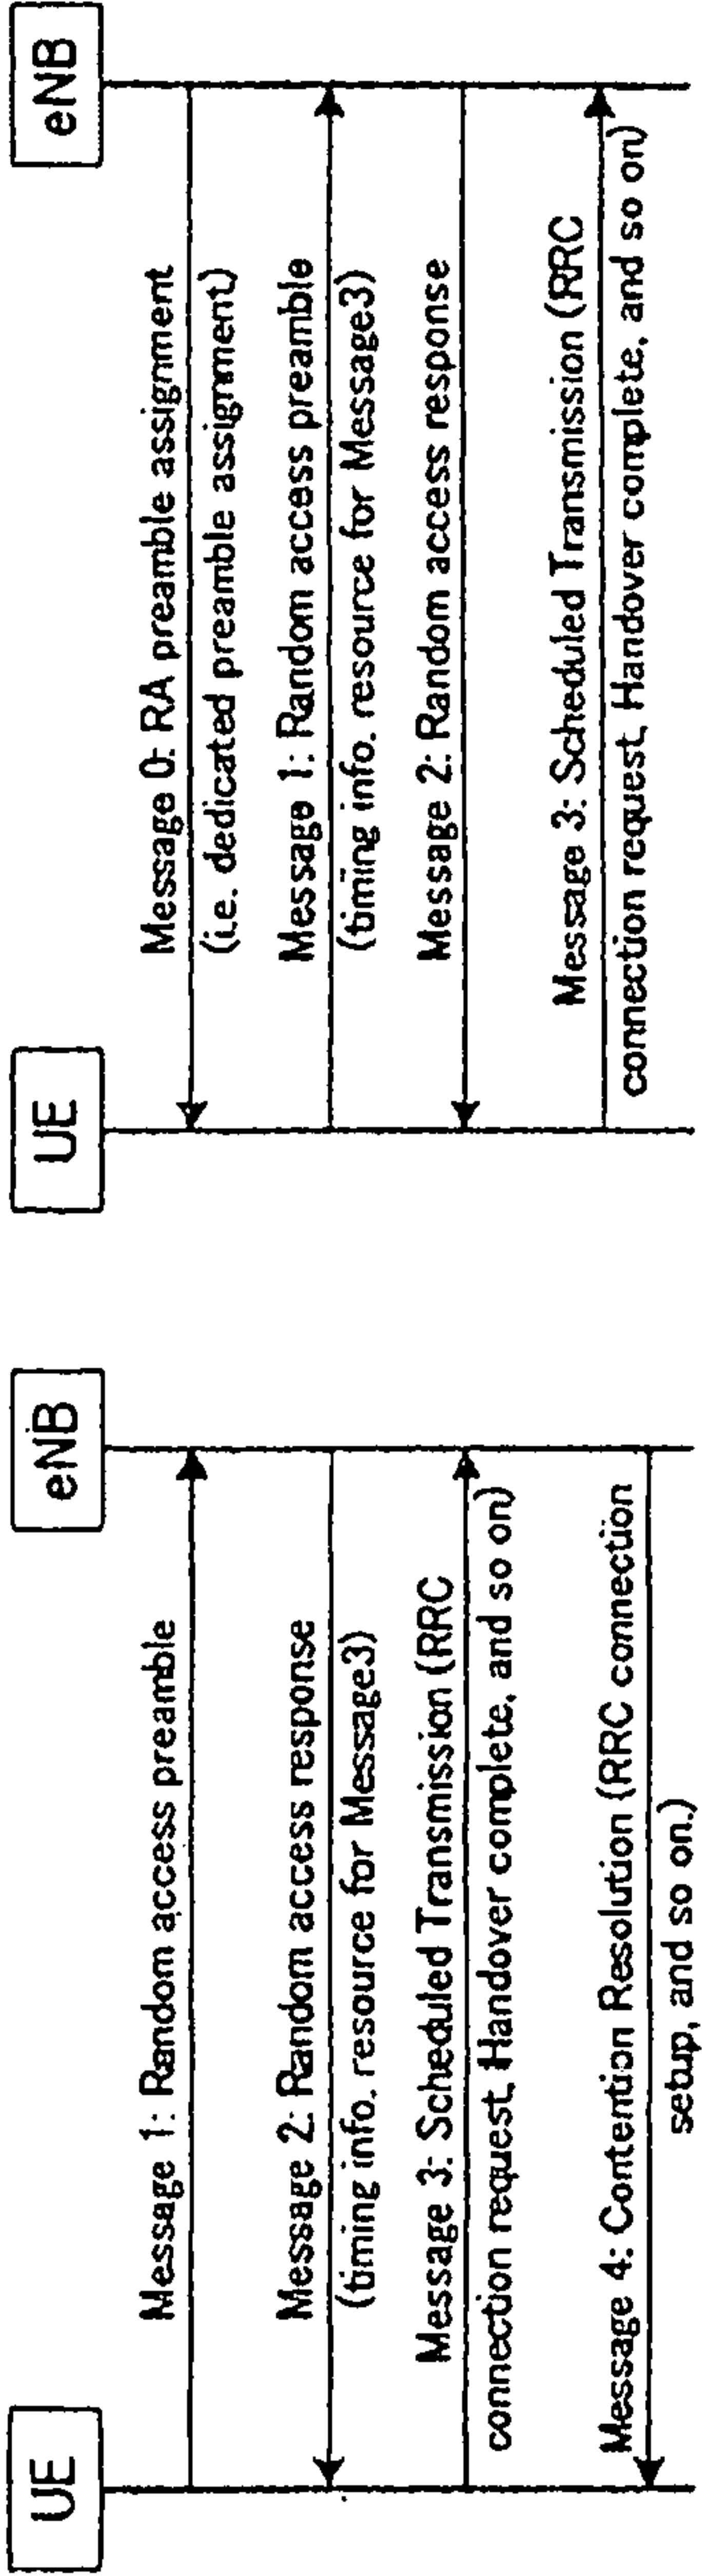 UE
eNB
Message 1: Random access preamble
Message 2: Random access response
(timing info. resource for Message3)
Message 3: Scheduled Transmission (RRC
connection request, Handover complete, and so on)
Message 4: Contention Resolution (RRC connection
setup, and so on.)
UE
eNB
Message 0: RA preamble assignment
(i.e. dedicated preamble assignment)
Message 1: Random access preamble
(timing info. resource for Message3)
Message 2: Random access response
Message 3: Scheduled Transmission (RRC
connection request, Handover complete, and so on)